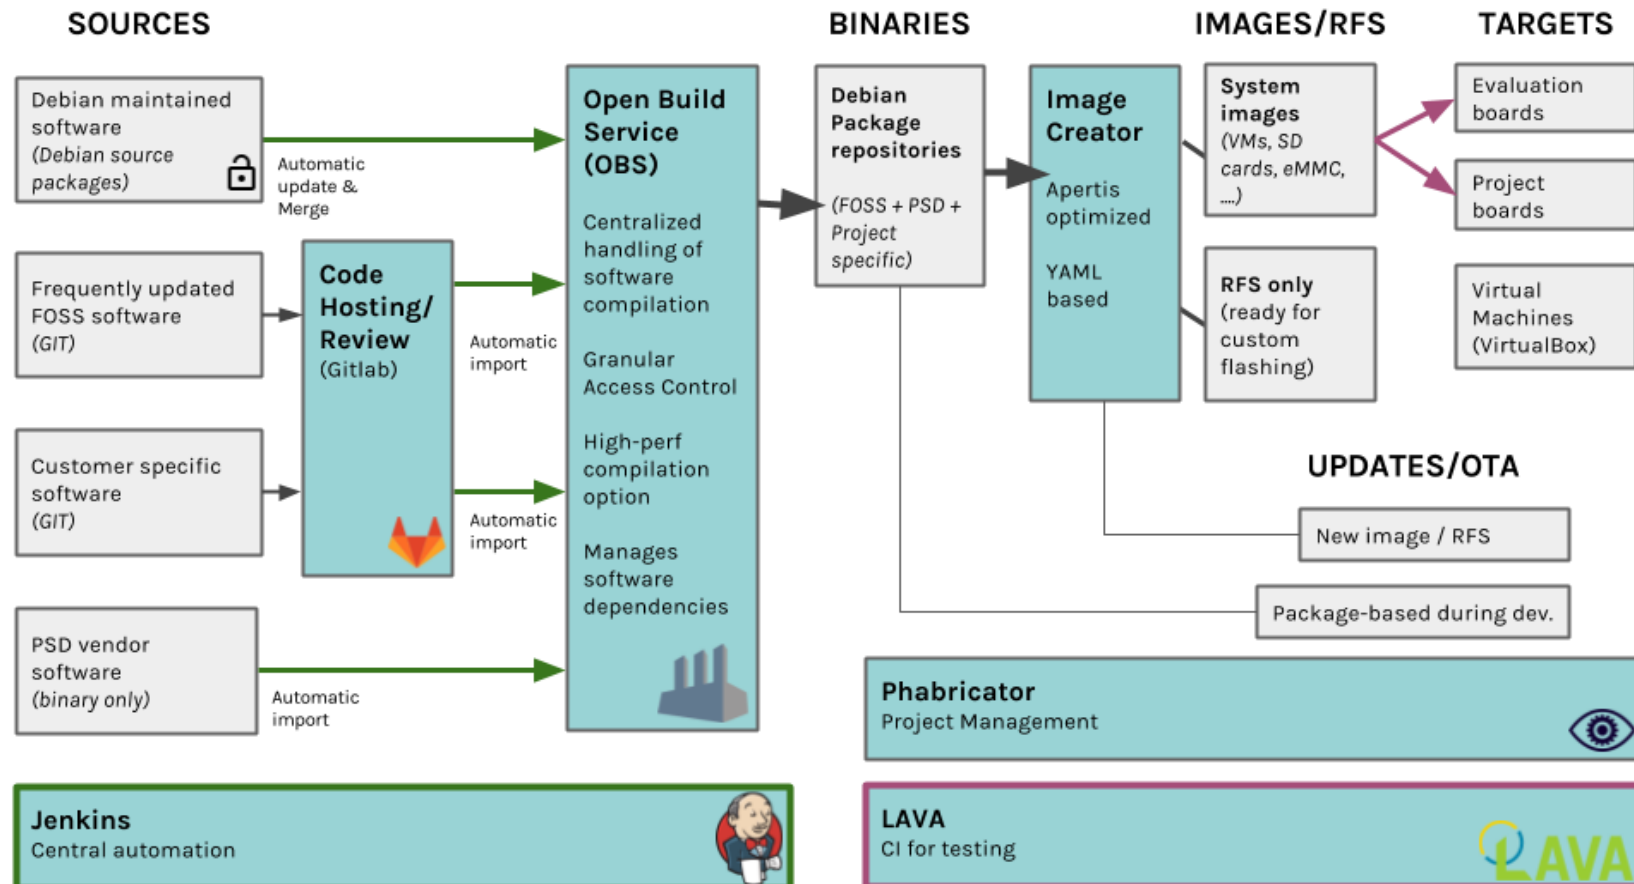 SOURCES
BINARIES
IMAGES/RFS
TARGETS
Debian maintained
software
(Debian source
packages)
Automatic
update &
Merge
Frequently updated
FOSS software
(GIT)
Customer specific
software
(GIT)
PSD vendor
software
(binary only)
Automatic
import
Code
Hosting/
Review
(Gitlab)
Automatic
import
Automatic
import
Open Build
Service
(OBS)
Centralized
handling of
software
compilation
Granular
Access Control
High-perf
compilation
option
Manages
software
dependencies
Debian
Package
repositories
(FOSS + PSD +
Project
specific)
Image
Creator
Apertis
optimized
YAML
based
System
images
(VMs, SD
cards, eMMC,
....)
RFS only
(ready for
custom
flashing)
Evaluation
boards
Project
boards
Virtual
Machines
(VirtualBox)
UPDATES/OTA
New image / RFS
Package-based during dev.
Phabricator
Project Management
Jenkins
Central automation
LAVA
CI for testing
LAVA